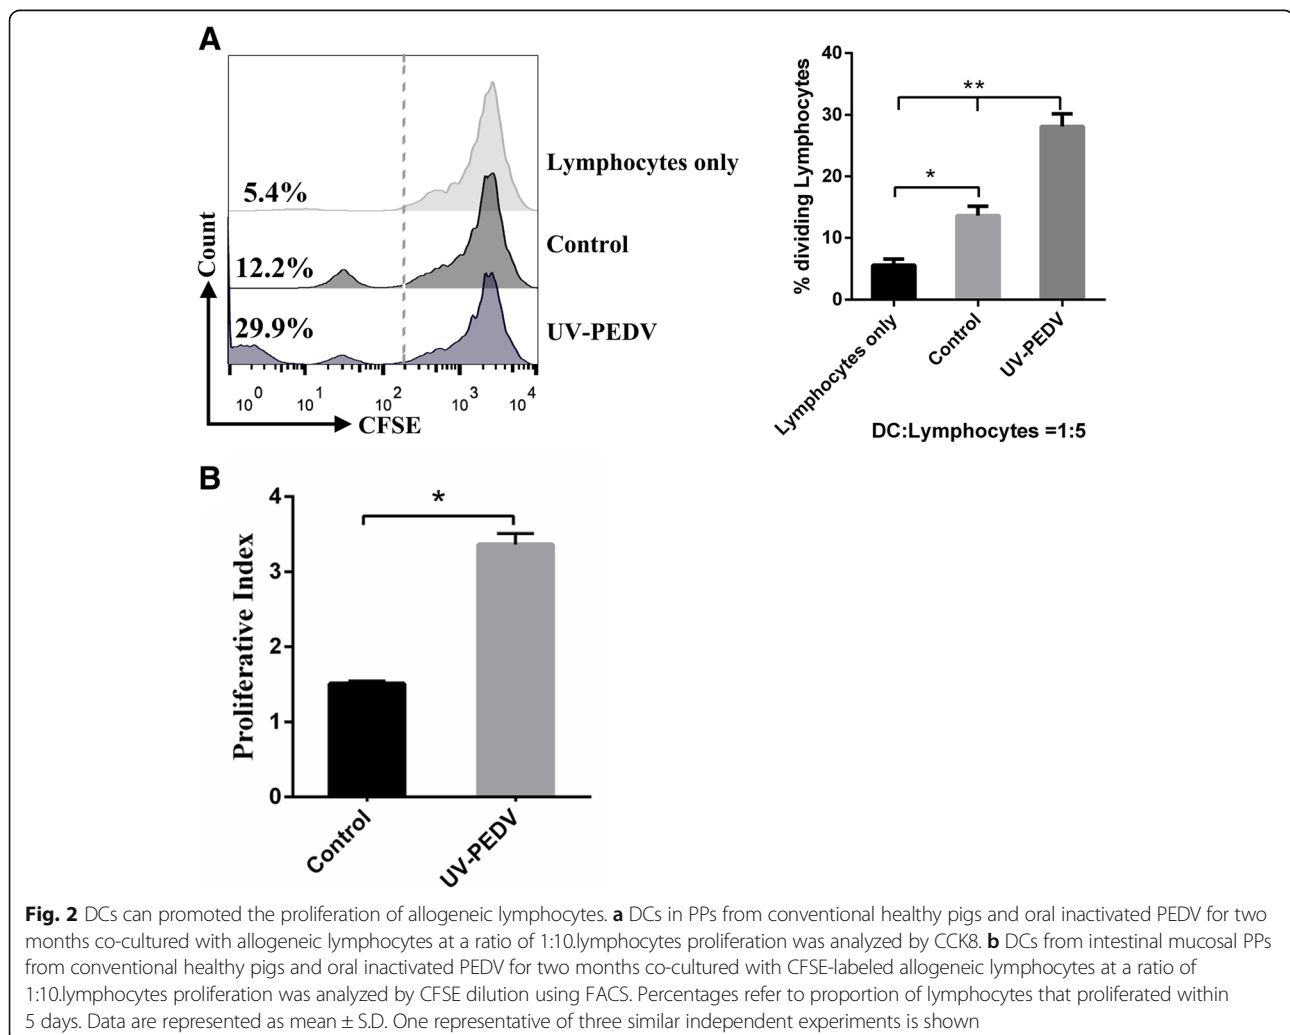 A
5.4%
12.2%
29.9%
Count
Lymphocytes only
Control
UV-PEDV
10^0 10^1 10^2 10^3 10^4
CFSE
% dividing Lymphocytes
40
30
20
10
0
**
*
Lymphocytes only
Control
UV-PEDV
DC:Lymphocytes =1:5
B
Proliferative Index
4
3
2
1
0
*
Control
UV-PEDV
Fig. 2 DCs can promoted the proliferation of allogeneic lymphocytes. a DCs in PPs from conventional healthy pigs and oral inactivated PEDV for two
months co-cultured with allogeneic lymphocytes at a ratio of 1:10.lymphocytes proliferation was analyzed by CCK8. b DCs from intestinal mucosal PPs
from conventional healthy pigs and oral inactivated PEDV for two months co-cultured with CFSE-labeled allogeneic lymphocytes at a ratio of
1:10.lymphocytes proliferation was analyzed by CFSE dilution using FACS. Percentages refer to proportion of lymphocytes that proliferated within
5 days. Data are represented as mean ± S.D. One representative of three similar independent experiments is shown